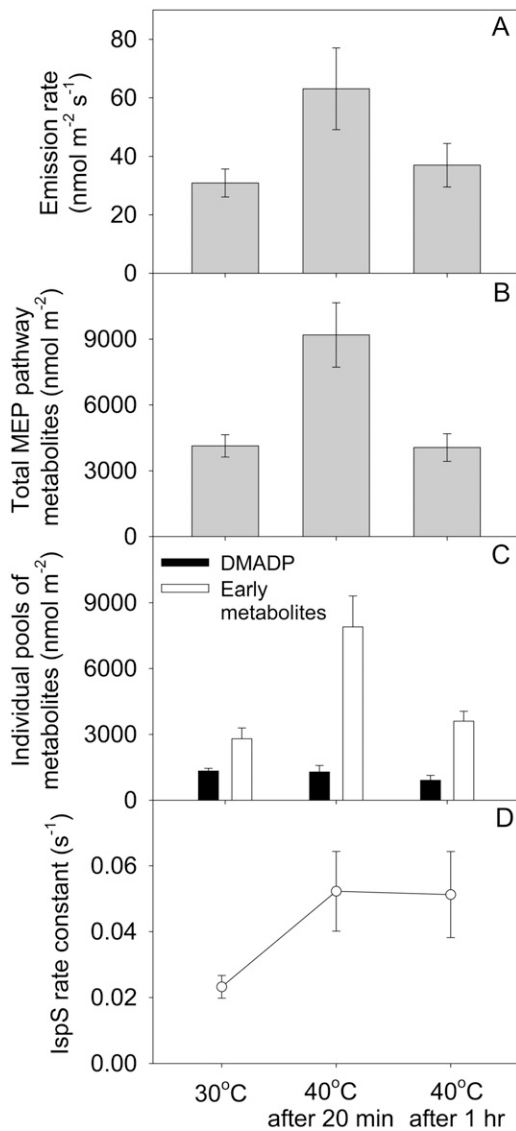 A
Emission rate
(nmol m⁻² s⁻¹)
80
60
40
20
0
B
Total MEP pathway
metabolites (nmol m⁻²)
9000
6000
3000
0
C
DMADP
Early
metabolites
Individual pools of
metabolites (nmol m⁻²)
9000
6000
3000
0
D
IspS rate constant (s⁻¹)
0.06
0.04
0.02
0.00
30°C
40°C
after 20 min
40°C
after 1 hr